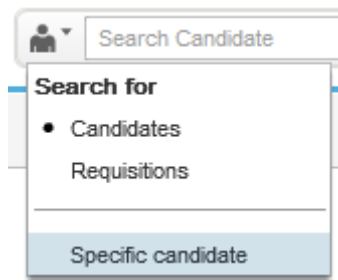 Search Candidate
Search for
Candidates
Requisitions
Specific candidate